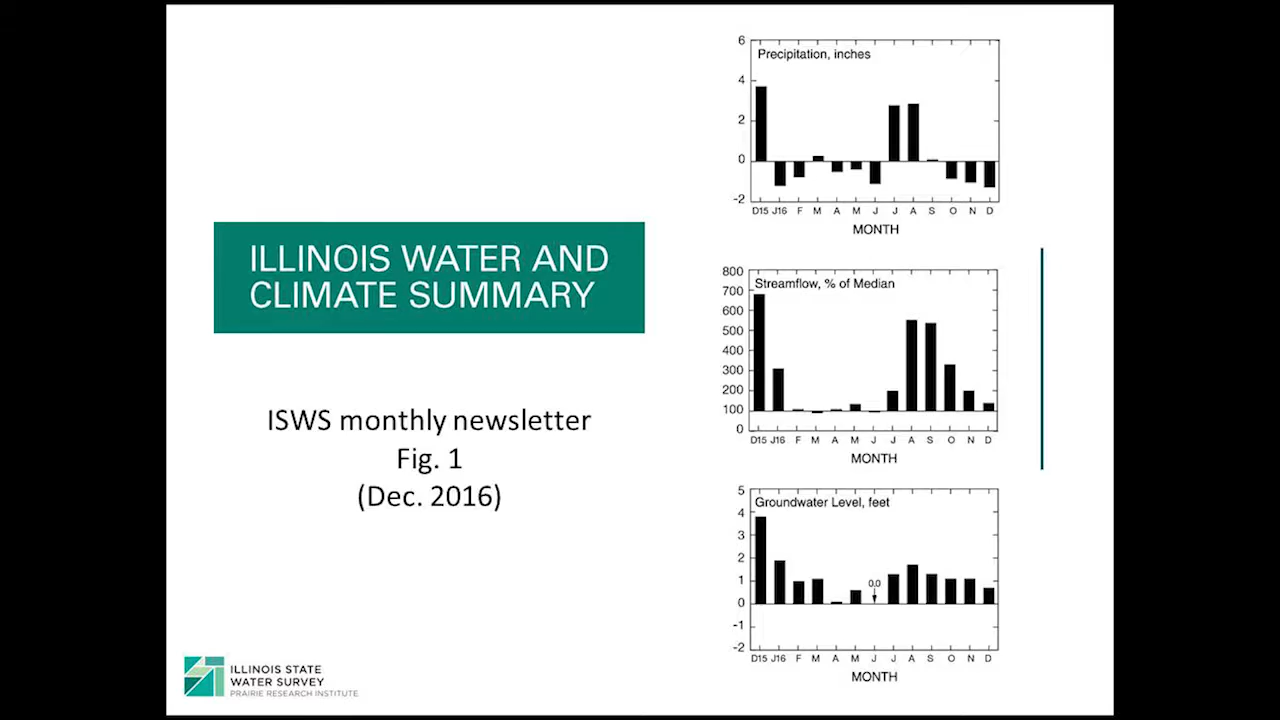 ILLINOIS WATER AND
CLIMATE SUMMARY
ISWS monthly newsletter
Fig. 1
(Dec. 2016)
ILLINOIS STATE
WATER SURVEY
PRAIRIE RESEARCH INSTITUTE
Precipitation, inches
6
4
2
0
-2
D15 J16 F M A M J J A S O N D
MONTH
Streamflow, % of Median
800
700
600
500
400
300
200
100
0
D15 J16 F M A M J J A S O N D
MONTH
Groundwater Level, feet
5
4
3
2
1
0
-1
-2
0.0
D15 J16 F M A M J J A S O N D
MONTH